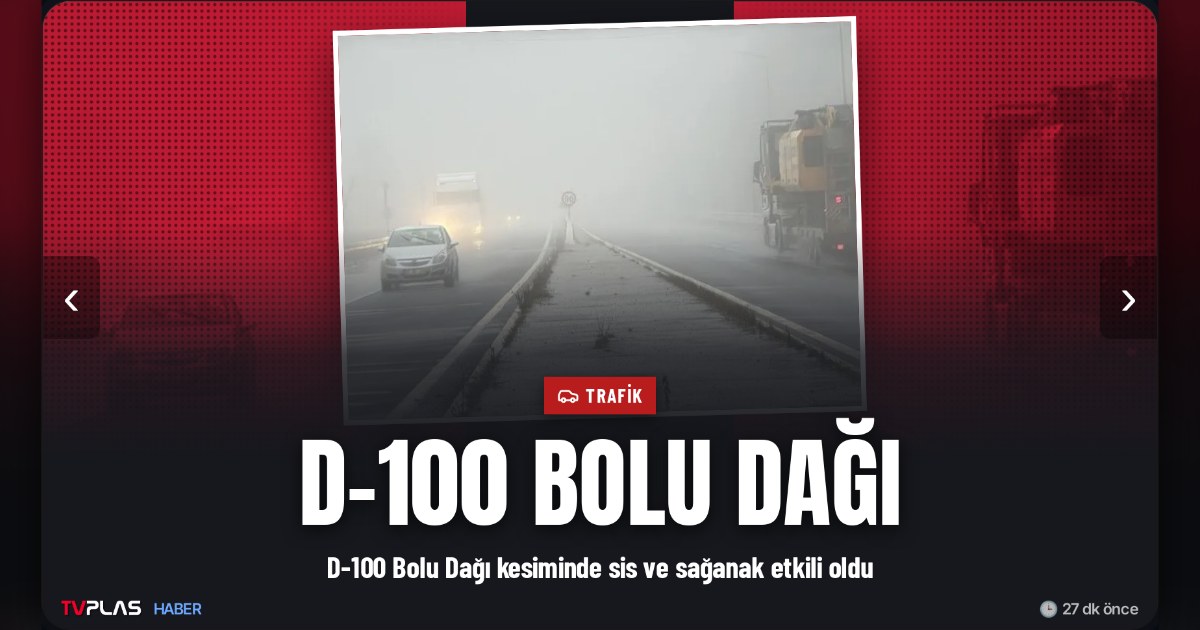 TRAFİK
D-100 BOLU DAĞI
D-100 Bolu Dağı kesiminde sis ve sağanak etkili oldu
TVPLAS HABER
27 dk önce